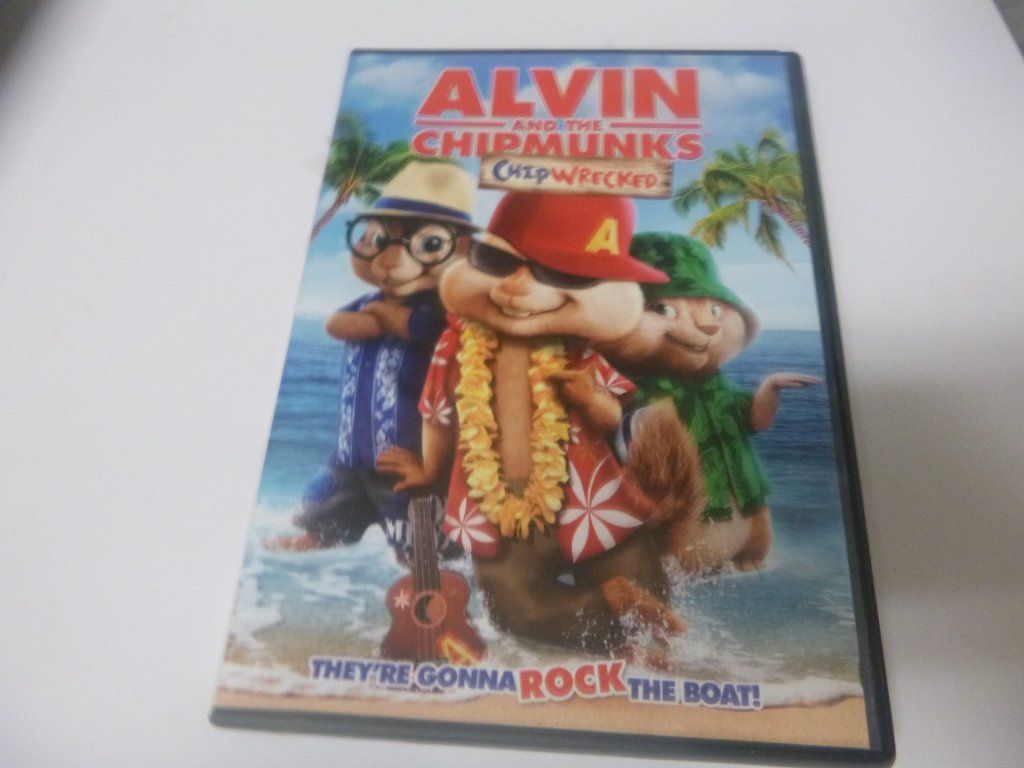 ALVIN
AND THE
CHIPMUNKS
CHIPWRECKED
A
A
THEY'RE GONNA ROCK THE BOAT!